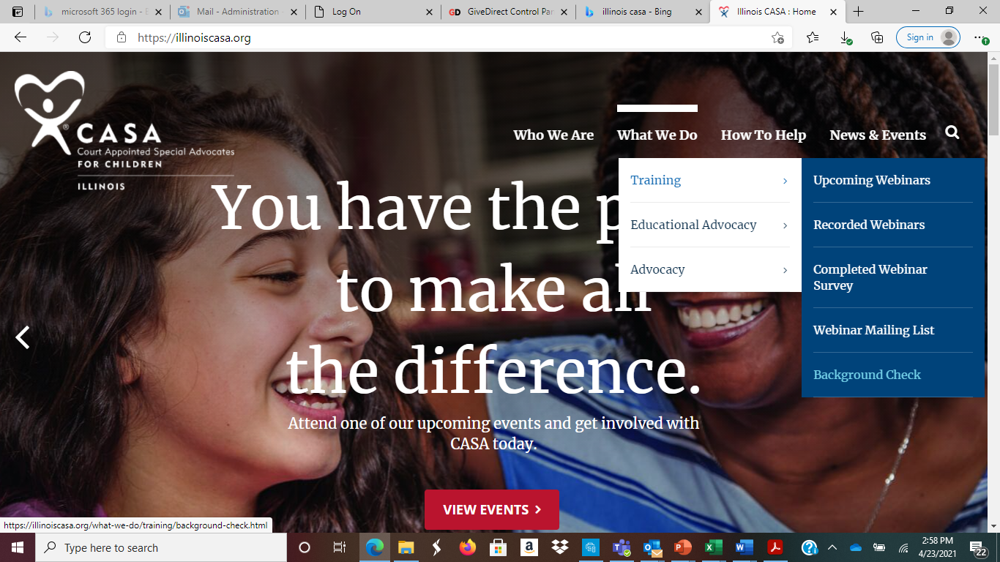 microsoft 365 login - B
Mail - Administration -
Log On
GD GiveDirect Control Pan
illinois casa - Bing
Illinois CASA : Home
https://illinoiscasa.org
Sign in
CASA®
Court Appointed Special Advocates
FOR CHILDREN
ILLINOIS
Who We Are
What We Do
How To Help
News & Events
Training
Educational Advocacy
Advocacy
Upcoming Webinars
Recorded Webinars
Completed Webinar
Survey
Webinar Mailing List
Background Check
You have the p
to make all
the difference.
Attend one of our upcoming events and get involved with
CASA today.
VIEW EVENTS
https://illinoiscasa.org/what-we-do/training/background-check.html
Type here to search
2:58 PM
4/23/2021
22